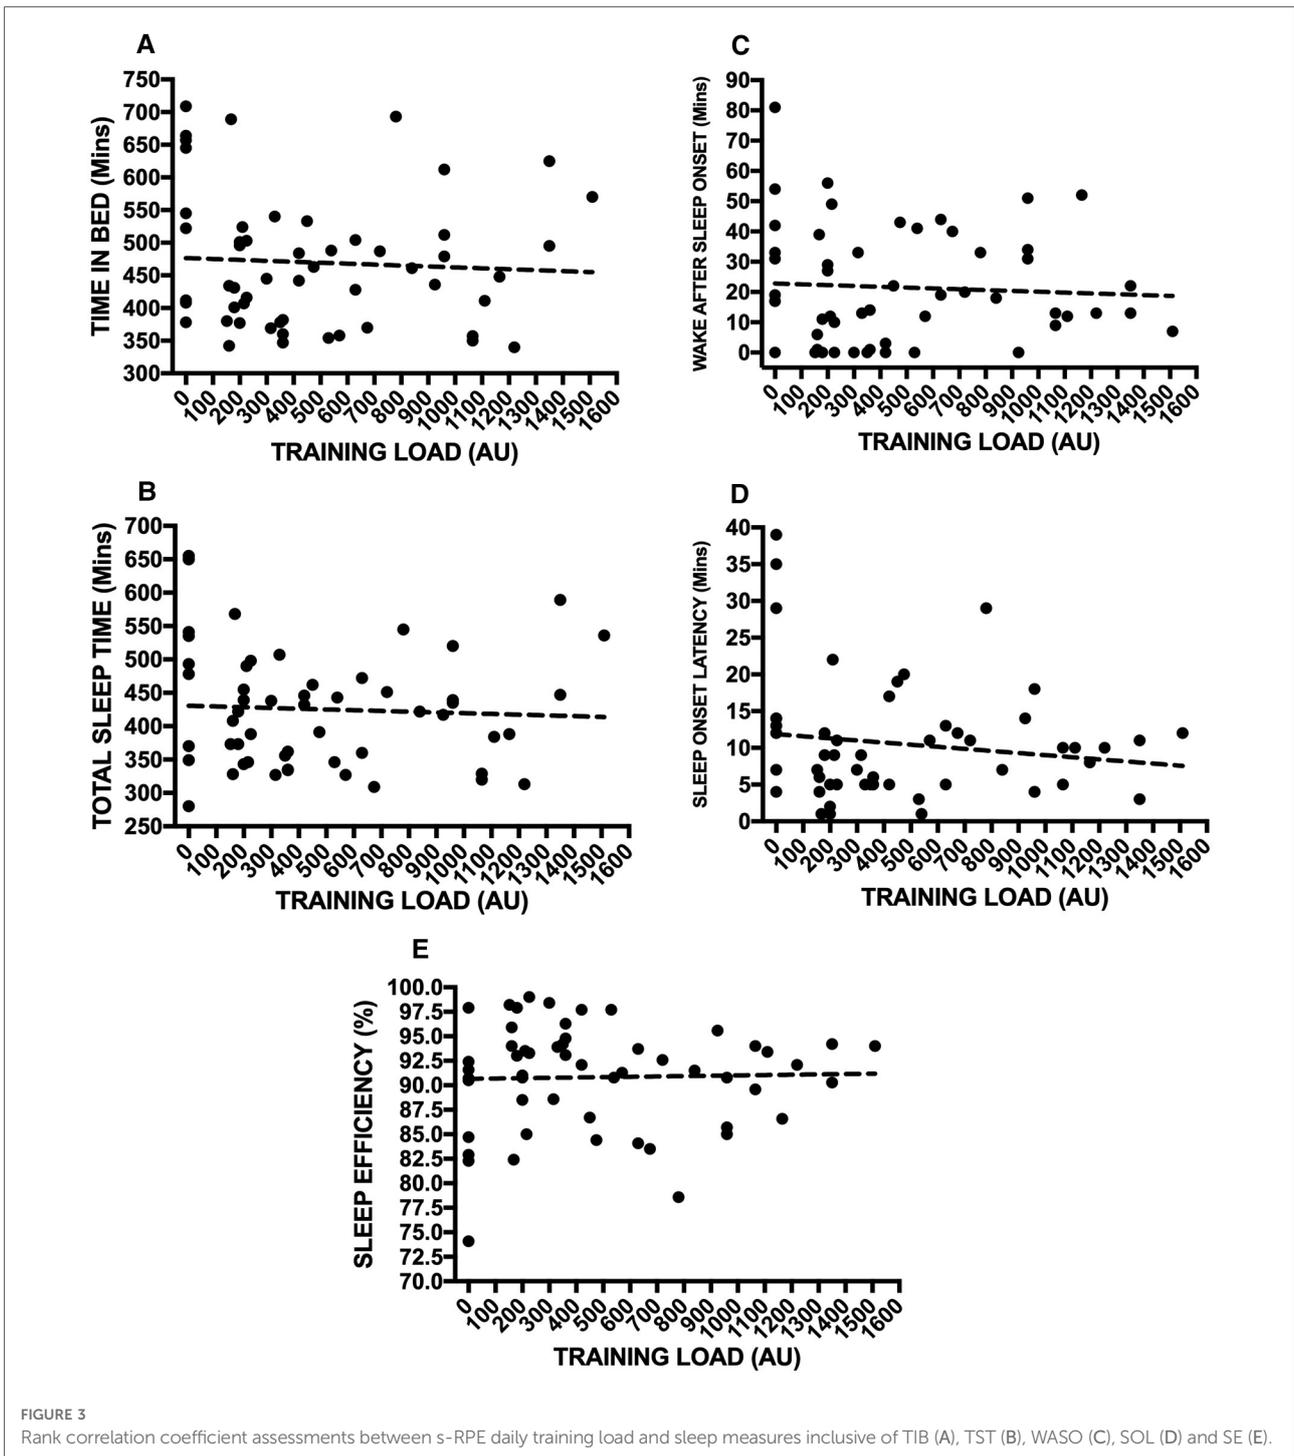 A
750
700
650
600
550
500
450
400
350
300
TIME IN BED (Mins)
0 100 200 300 400 500 600 700 800 900 1000 1100 1200 1300 1400 1500 1600
TRAINING LOAD (AU)
C
90
80
70
60
50
40
30
20
10
0
WAKE AFTER SLEEP ONSET (Mins)
0 100 200 300 400 500 600 700 800 900 1000 1100 1200 1300 1400 1500 1600
TRAINING LOAD (AU)
B
700
650
600
550
500
450
400
350
300
250
TOTAL SLEEP TIME (Mins)
0 100 200 300 400 500 600 700 800 900 1000 1100 1200 1300 1400 1500 1600
TRAINING LOAD (AU)
D
40
35
30
25
20
15
10
5
0
SLEEP ONSET LATENCY (Mins)
0 100 200 300 400 500 600 700 800 900 1000 1100 1200 1300 1400 1500 1600
TRAINING LOAD (AU)
E
100.0
97.5
95.0
92.5
90.0
87.5
85.0
82.5
80.0
77.5
75.0
72.5
70.0
SLEEP EFFICIENCY (%)
0 100 200 300 400 500 600 700 800 900 1000 1100 1200 1300 1400 1500 1600
TRAINING LOAD (AU)
FIGURE 3
Rank correlation coefficient assessments between s-RPE daily training load and sleep measures inclusive of TIB (A), TST (B), WASO (C), SOL (D) and SE (E).